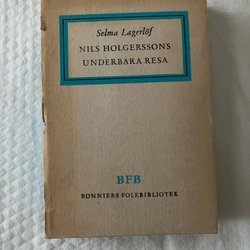 Selma Lagerlöf
NILS HOLGERSSONS
UNDERBARA RESA
BFB
BONNIERS FOLKBIBLIOTEK